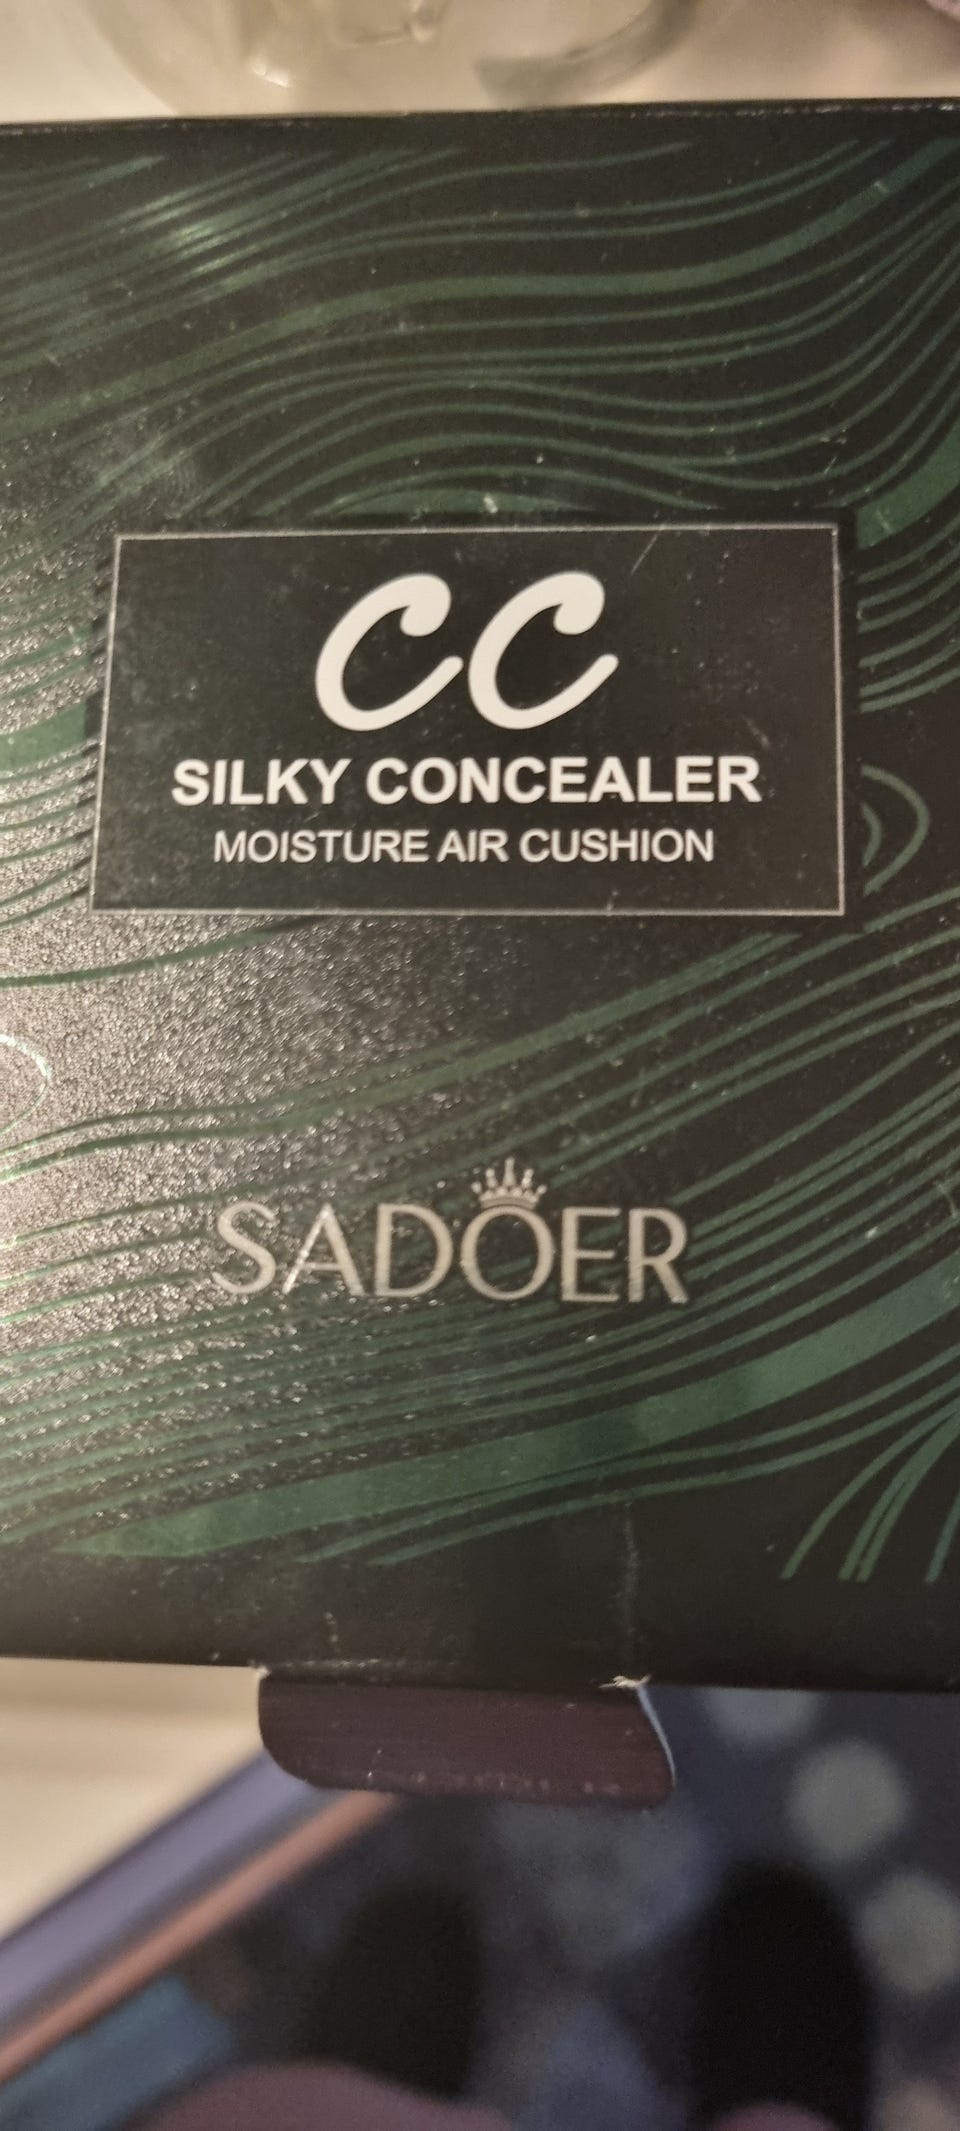 CC
SILKY CONCEALER
MOISTURE AIR CUSHION
SADOER